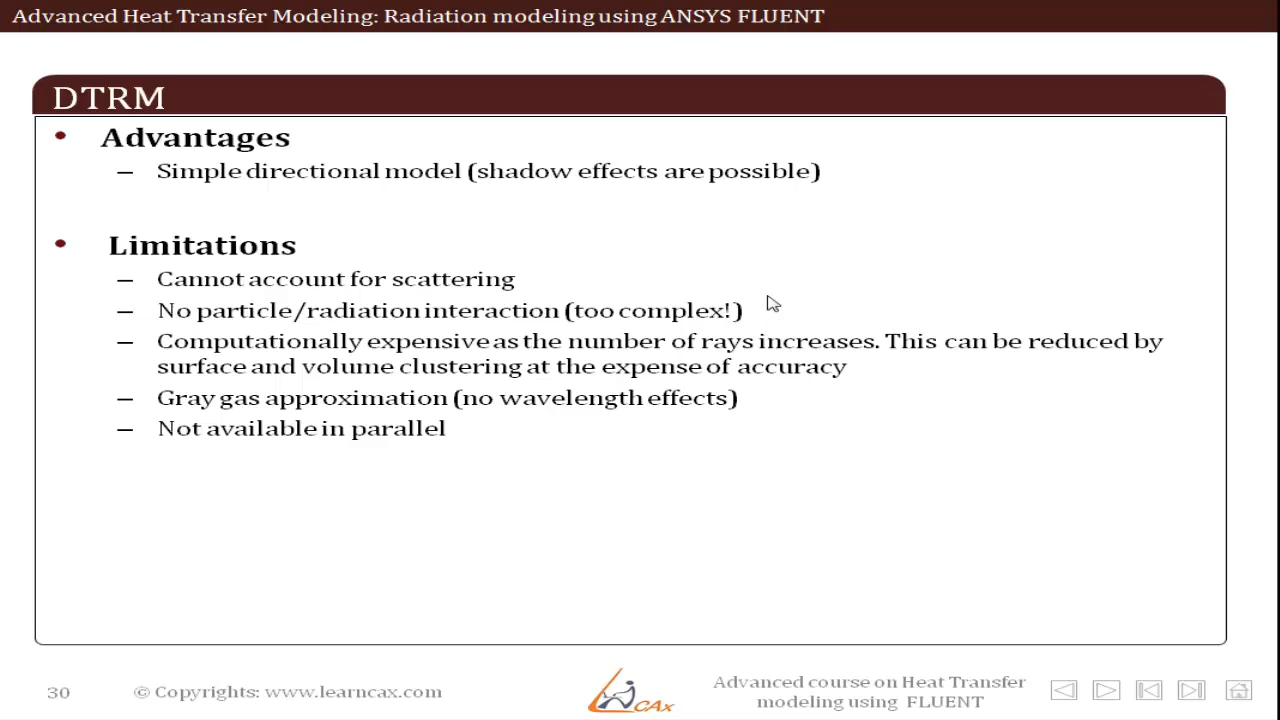 Advanced Heat Transfer Modeling: Radiation modeling using ANSYS FLUENT
DTRM
• Advantages
– Simple directional model (shadow effects are possible)
• Limitations
– Cannot account for scattering
– No particle/radiation interaction (too complex!)
– Computationally expensive as the number of rays increases. This can be reduced by
surface and volume clustering at the expense of accuracy
– Gray gas approximation (no wavelength effects)
– Not available in parallel
30
© Copyrights: www.learncax.com
CAx
Advanced course on Heat Transfer
modeling using FLUENT